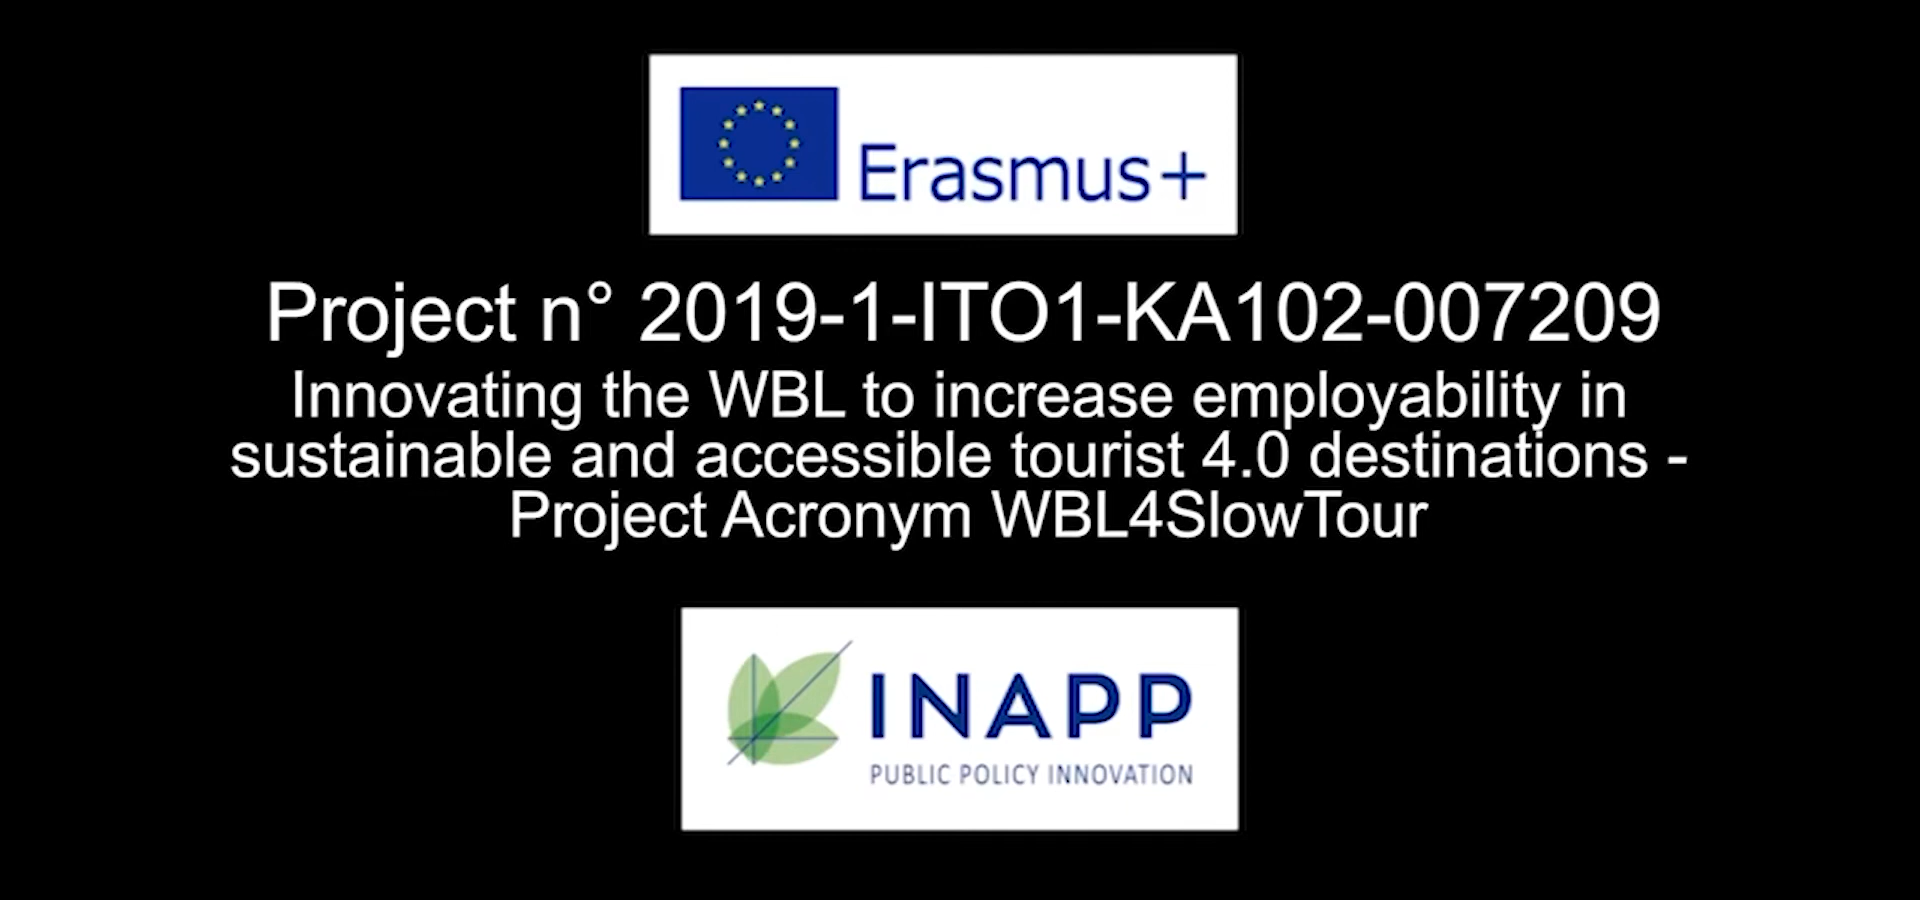 Erasmus+
Project n° 2019-1-ITO1-KA102-007209
Innovating the WBL to increase employability in
sustainable and accessible tourist 4.0 destinations -
Project Acronym WBL4SlowTour
INAPP
PUBLIC POLICY INNOVATION